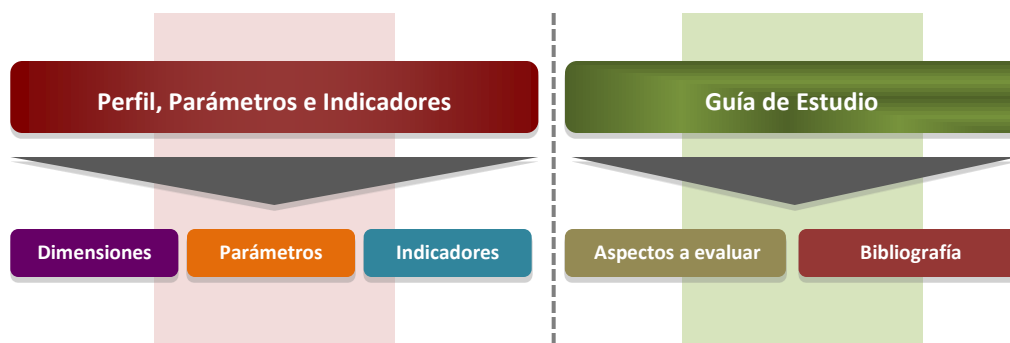 Perfil, Parámetros e Indicadores
Guía de Estudio
Dimensiones
Parámetros
Indicadores
Aspectos a evaluar
Bibliografía